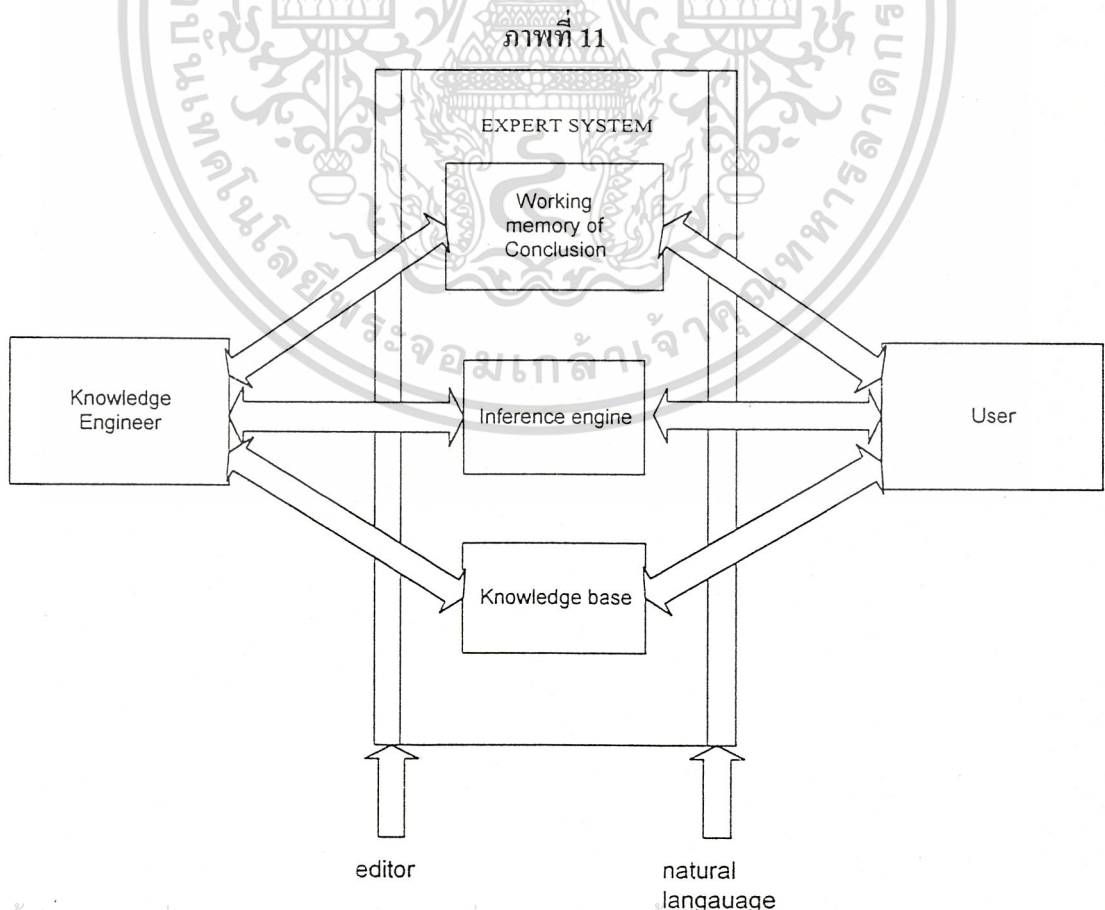 ภาพที่ 11
EXPERT SYSTEM
Working
memory of
Conclusion
Knowledge
Engineer
Inference engine
User
Knowledge base
editor
natural
langauage